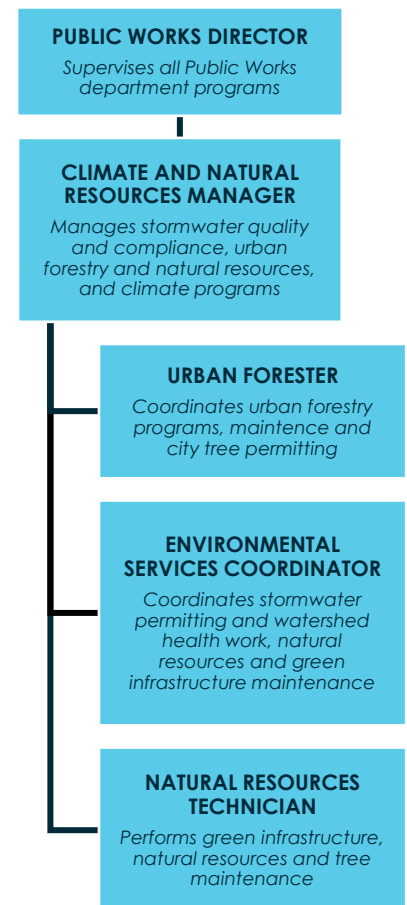 PUBLIC WORKS DIRECTOR
Supervises all Public Works
department programs
CLIMATE AND NATURAL
RESOURCES MANAGER
Manages stormwater quality
and compliance, urban
forestry and natural resources,
and climate programs
URBAN FORESTER
Coordinates urban forestry
programs, maintence and
city tree permitting
ENVIRONMENTAL
SERVICES COORDINATOR
Coordinates stormwater
permitting and watershed
health work, natural
resources and green
infrastructure maintenance
NATURAL RESOURCES
TECHNICIAN
Performs green infrastructure,
natural resources and tree
maintenance